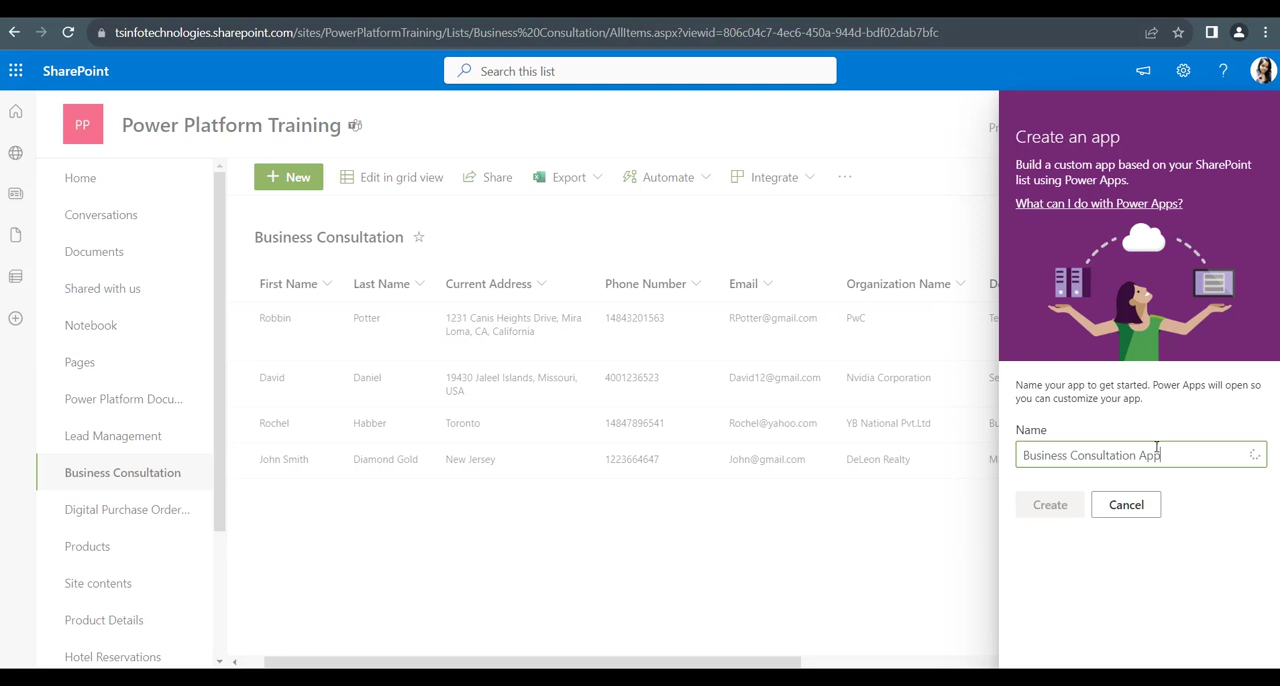 tsinfotechnologies.sharepoint.com/sites/PowerPlatformTraining/Lists/Business%20Consultation/AllItems.aspx?viewid=806c04c7-4ec6-450a-944d-bdf02dab7bfc
SharePoint
Search this list
?
PP
Power Platform Training
Home
Conversations
Documents
Shared with us
Notebook
Pages
Power Platform Docu...
Lead Management
Business Consultation
Digital Purchase Order...
Products
Site contents
Product Details
Hotel Reservations
+ New
Edit in grid view
Share
Export
Automate
Integrate
...
Business Consultation
First Name Last Name Current Address Phone Number Email Organization Name
Robbin Potter 1231 Canis Heights Drive, Mira 14843201563 RPotter@gmail.com PwC
Loma, CA, California
David Daniel 19430 Jaleel Islands, Missouri, 4001236523 David12@gmail.com Nvidia Corporation
USA
Rochel Habber Toronto 14847896541 Rochel@yahoo.com YB National Pvt.Ltd
John Smith Diamond Gold New Jersey 1223664647 John@gmail.com DeLeon Realty
Create an app
Build a custom app based on your SharePoint
list using Power Apps.
What can I do with Power Apps?
Name your app to get started. Power Apps will open so
you can customize your app.
Name
Business Consultation App
Create
Cancel